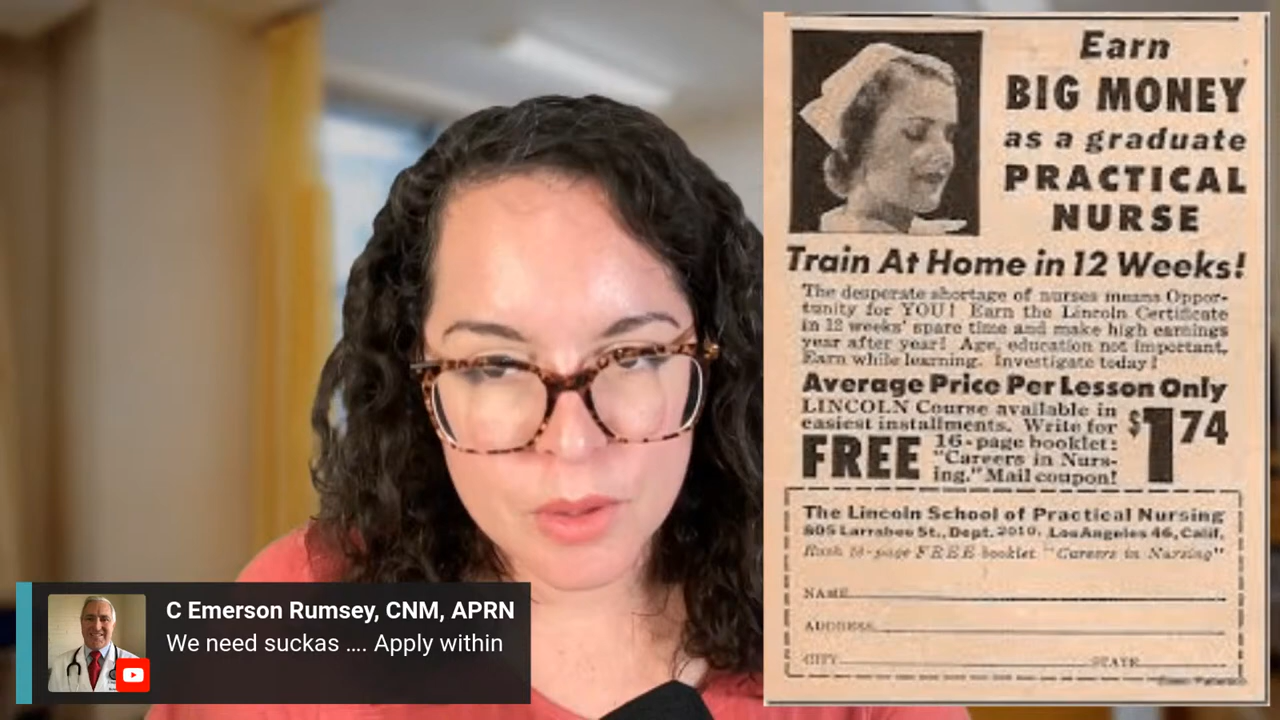 Earn
BIG MONEY
as a graduate
PRACTICAL
NURSE
Train At Home in 12 Weeks!
The desperate shortage of nurses means Oppor-
tunity for YOU! Earn the Lincoln Certificate
in 12 weeks' spare time and make high earnings
year after year! Age, education not important.
Earn while learning. Investigate today!
Average Price Per Lesson Only
LINCOLN Course available in
easiest installments. Write for
$174
FREE
16-page booklet:
"Careers in Nurs-
ing." Mail coupon!
The Lincoln School of Practical Nursing
805 Larrabee St., Dept. 2010, Los Angeles 46, Calif.
Rush 16-page FREE booklet "Careers in Nursing"
NAME
ADDRESS
CITY STATE
C Emerson Rumsey, CNM, APRN
We need suckas .... Apply within